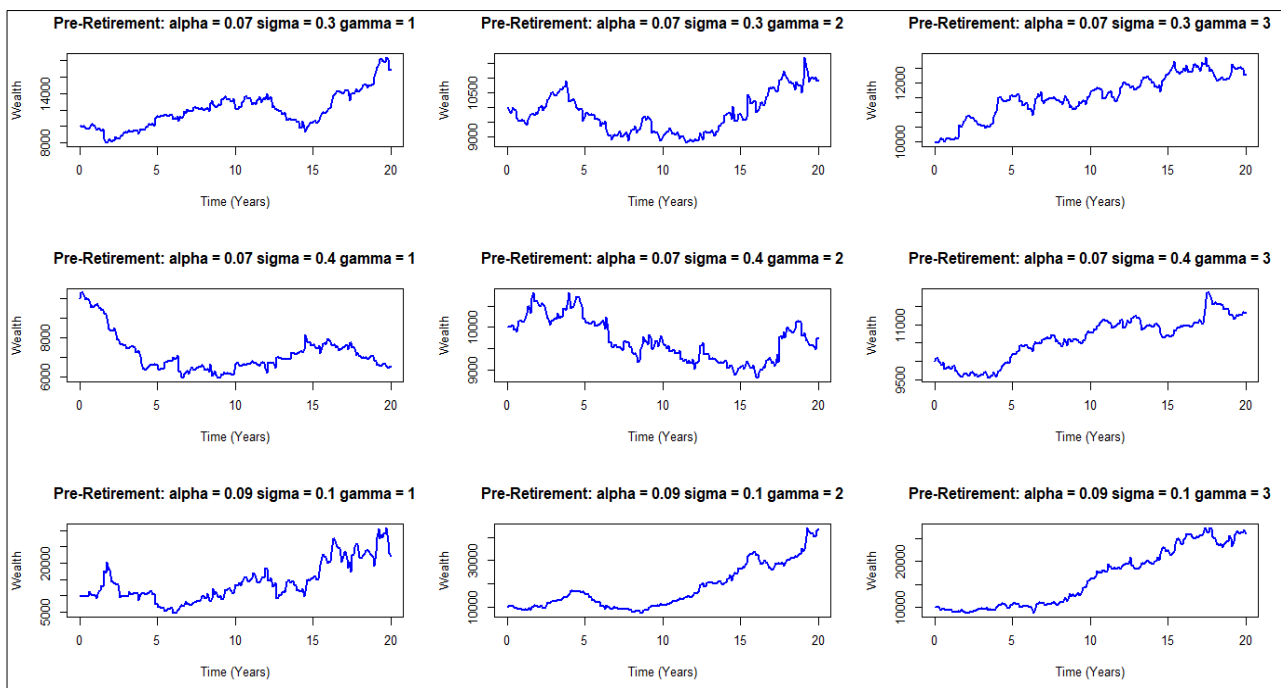 Pre-Retirement: alpha = 0.07 sigma = 0.3 gamma = 1
Wealth
8000
14000
0 5 10 15 20
Time (Years)
Pre-Retirement: alpha = 0.07 sigma = 0.3 gamma = 2
Wealth
9000
10500
0 5 10 15 20
Time (Years)
Pre-Retirement: alpha = 0.07 sigma = 0.3 gamma = 3
Wealth
10000
12000
0 5 10 15 20
Time (Years)
Pre-Retirement: alpha = 0.07 sigma = 0.4 gamma = 1
Wealth
6000
8000
0 5 10 15 20
Time (Years)
Pre-Retirement: alpha = 0.07 sigma = 0.4 gamma = 2
Wealth
9000
10000
0 5 10 15 20
Time (Years)
Pre-Retirement: alpha = 0.07 sigma = 0.4 gamma = 3
Wealth
9500
11000
0 5 10 15 20
Time (Years)
Pre-Retirement: alpha = 0.09 sigma = 0.1 gamma = 1
Wealth
5000
20000
0 5 10 15 20
Time (Years)
Pre-Retirement: alpha = 0.09 sigma = 0.1 gamma = 2
Wealth
10000
30000
0 5 10 15 20
Time (Years)
Pre-Retirement: alpha = 0.09 sigma = 0.1 gamma = 3
Wealth
10000
20000
0 5 10 15 20
Time (Years)